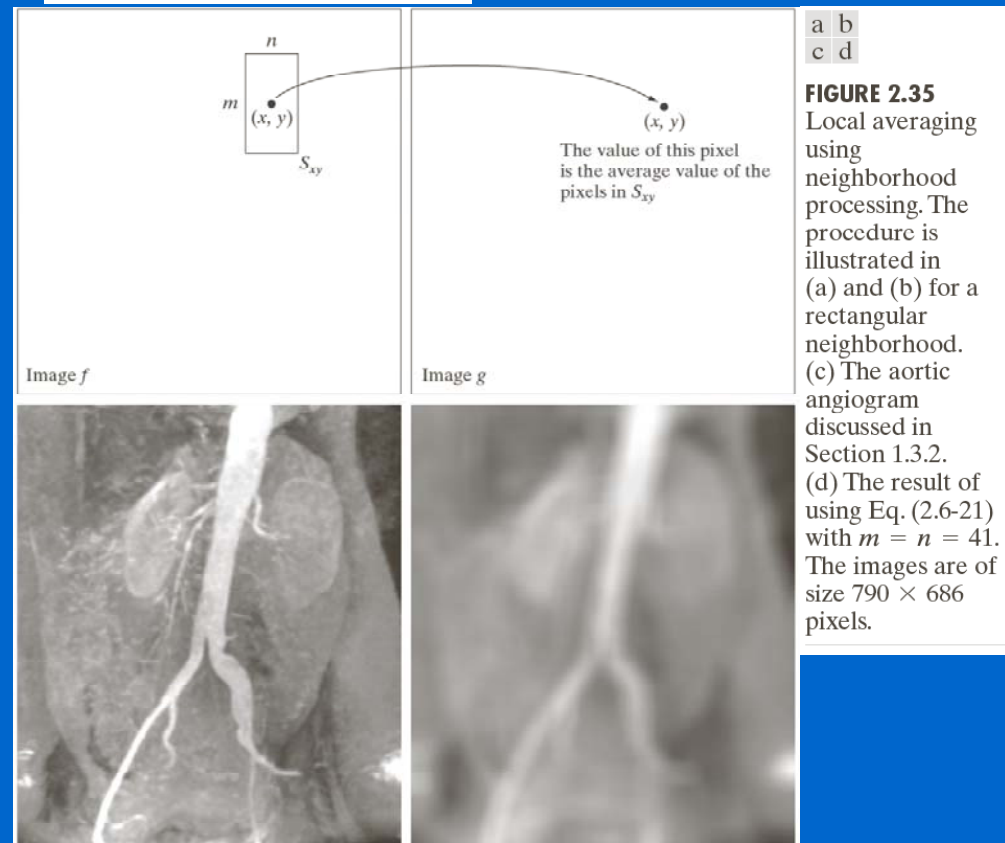 n
m
(x, y)
S_xy
Image f
(x, y)
The value of this pixel
is the average value of the
pixels in S_xy
Image g
a b
c d
FIGURE 2.35
Local averaging
using
neighborhood
processing. The
procedure is
illustrated in
(a) and (b) for a
rectangular
neighborhood.
(c) The aortic
angiogram
discussed in
Section 1.3.2.
(d) The result of
using Eq. (2.6-21)
with m = n = 41.
The images are of
size 790 × 686
pixels.